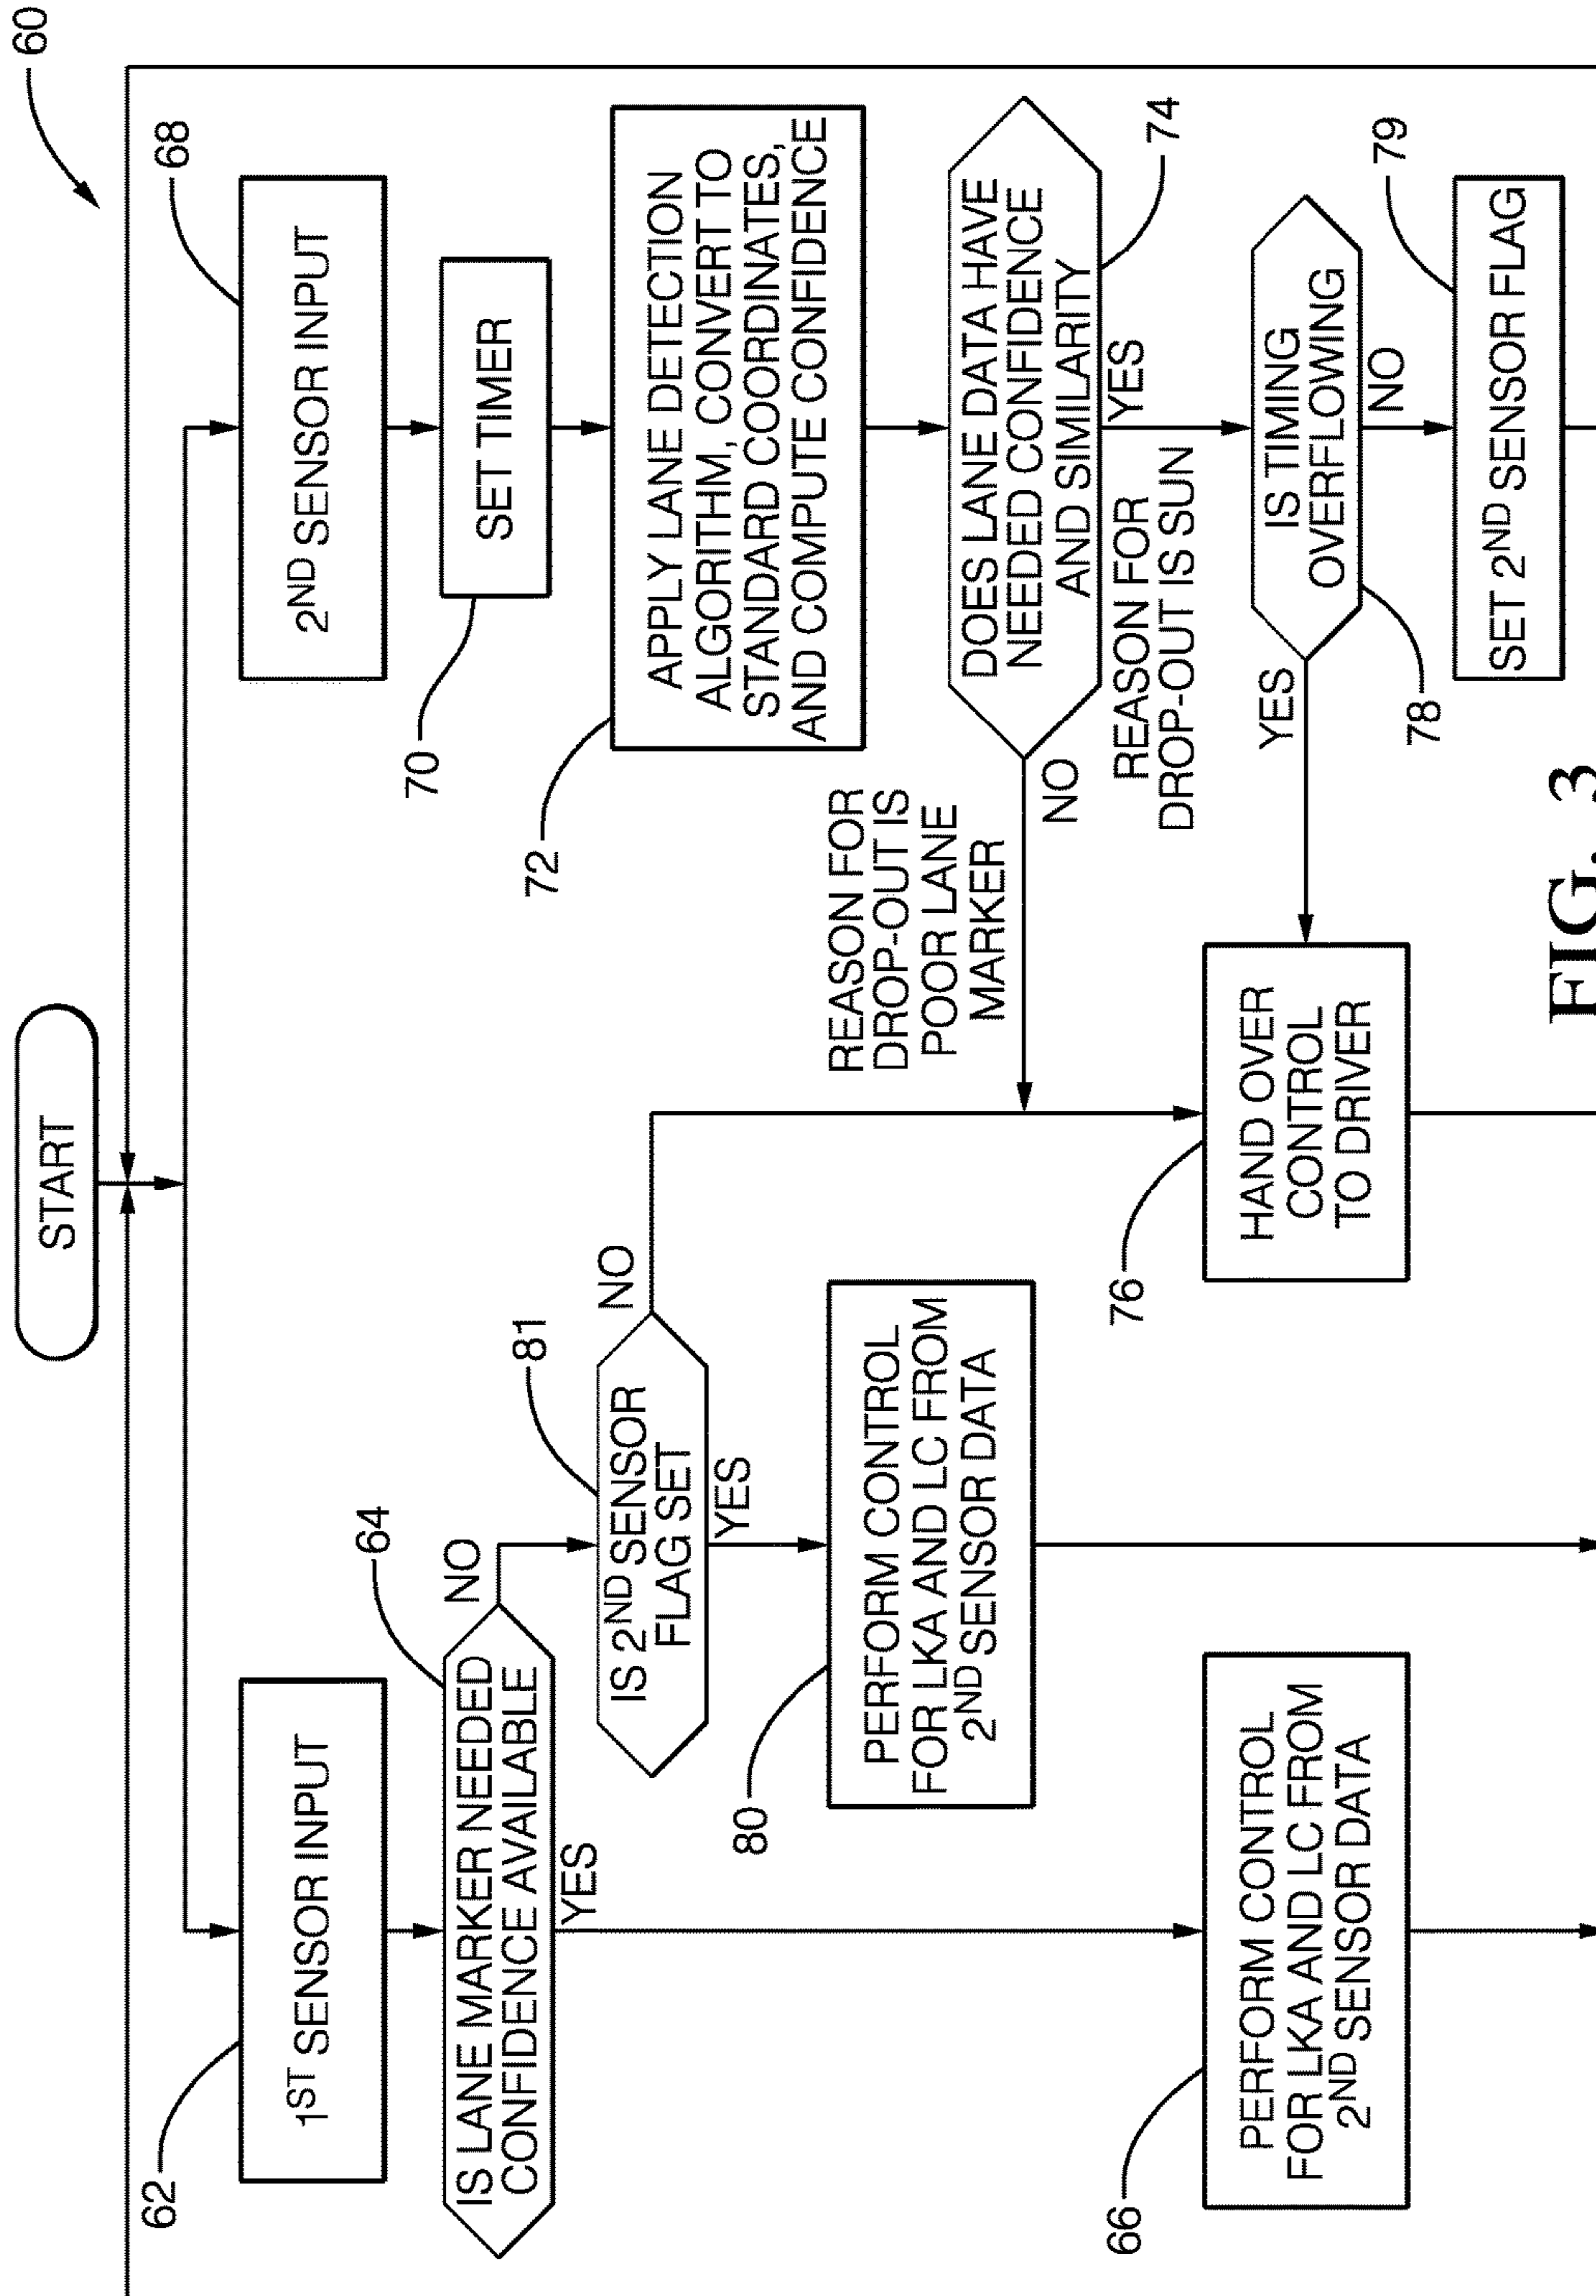 60
START
62
1ST SENSOR INPUT
68
2ND SENSOR INPUT
64
IS LANE MARKER NEEDED
CONFIDENCE AVAILABLE
NO
YES
70
SET TIMER
81
IS 2ND SENSOR
FLAG SET
NO
YES
72
APPLY LANE DETECTION
ALGORITHM, CONVERT TO
STANDARD COORDINATES,
AND COMPUTE CONFIDENCE
80
PERFORM CONTROL
FOR LKA AND LC FROM
2ND SENSOR DATA
REASON FOR
DROP-OUT IS
POOR LANE
MARKER
NO
DOES LANE DATA HAVE
NEEDED CONFIDENCE
AND SIMILARITY
74
YES
REASON FOR
DROP-OUT IS SUN
66
PERFORM CONTROL
FOR LKA AND LC FROM
2ND SENSOR DATA
76
HAND OVER
CONTROL
TO DRIVER
YES
IS TIMING
OVERFLOWING
78
NO
79
SET 2ND SENSOR FLAG
FIG. 3